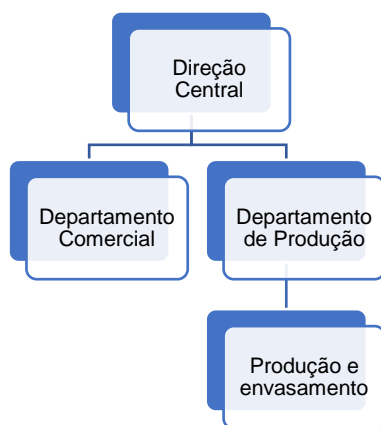 Direção
Central
Departamento
Comercial
Departamento
de Produção
Produção e
envasamento